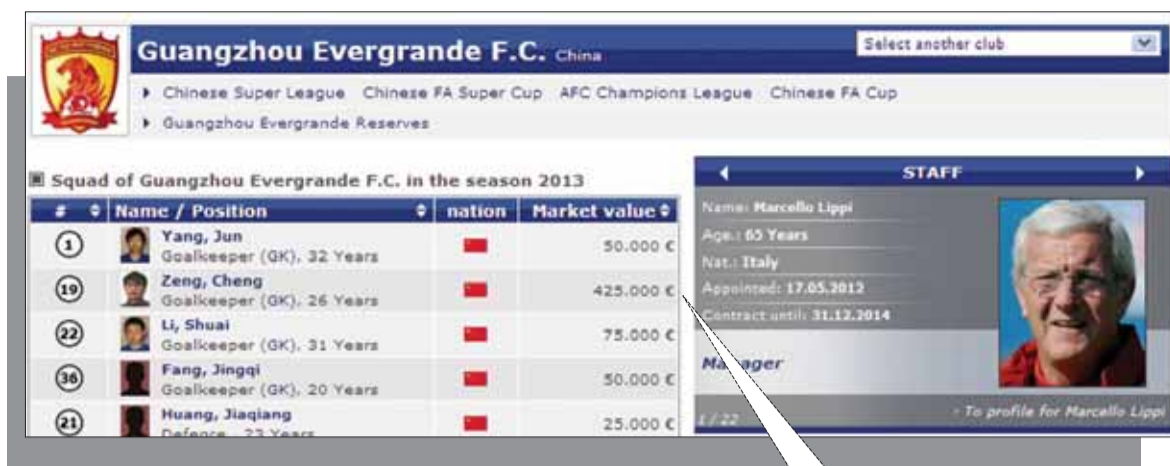 Guangzhou Evergrande F.C. China
Select another club
Chinese Super League Chinese FA Super Cup AFC Champions League Chinese FA Cup
Guangzhou Evergrande Reserves
Squad of Guangzhou Evergrande F.C. in the season 2013
# Name / Position nation Market value
1 Yang, Jun 50.000 €
Goalkeeper (GK), 32 Years
19 Zeng, Cheng 425.000 €
Goalkeeper (GK), 26 Years
22 Li, Shuai 75.000 €
Goalkeeper (GK), 31 Years
36 Fang, Jingqi 50.000 €
Goalkeeper (GK), 20 Years
21 Huang, Jiaqiang 25.000 €
Defence, 23 Years
STAFF
Name: Marcello Lippi
Age.: 65 Years
Nat.: Italy
Appointed: 17.05.2012
Contract until: 31.12.2014
Manager
1 / 22
To profile for Marcello Lippi